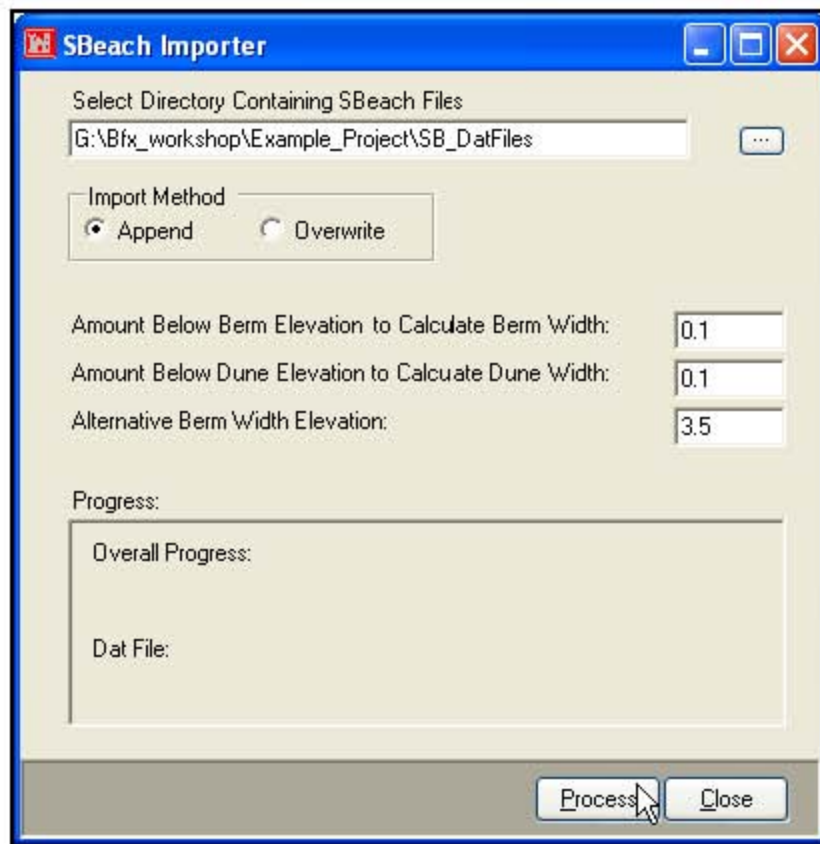 SBeach Importer
Select Directory Containing SBeach Files
G:\Bfx_workshop\Example_Project\SB_DatFiles
...
Import Method
Append Overwrite
Amount Below Berm Elevation to Calculate Berm Width: 0.1
Amount Below Dune Elevation to Calcuate Dune Width: 0.1
Alternative Berm Width Elevation: 3.5
Progress:
Overall Progress:
Dat File:
Process Close